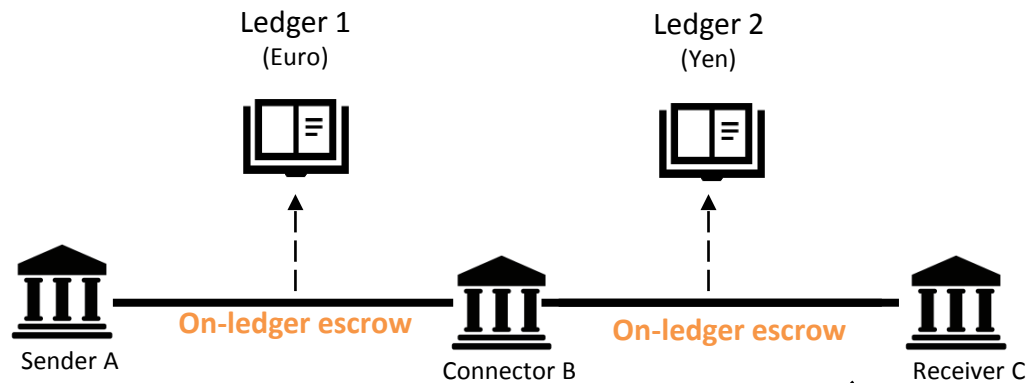 Ledger 1
(Euro)
Ledger 2
(Yen)
On-ledger escrow
On-ledger escrow
Sender A
Connector B
Receiver C